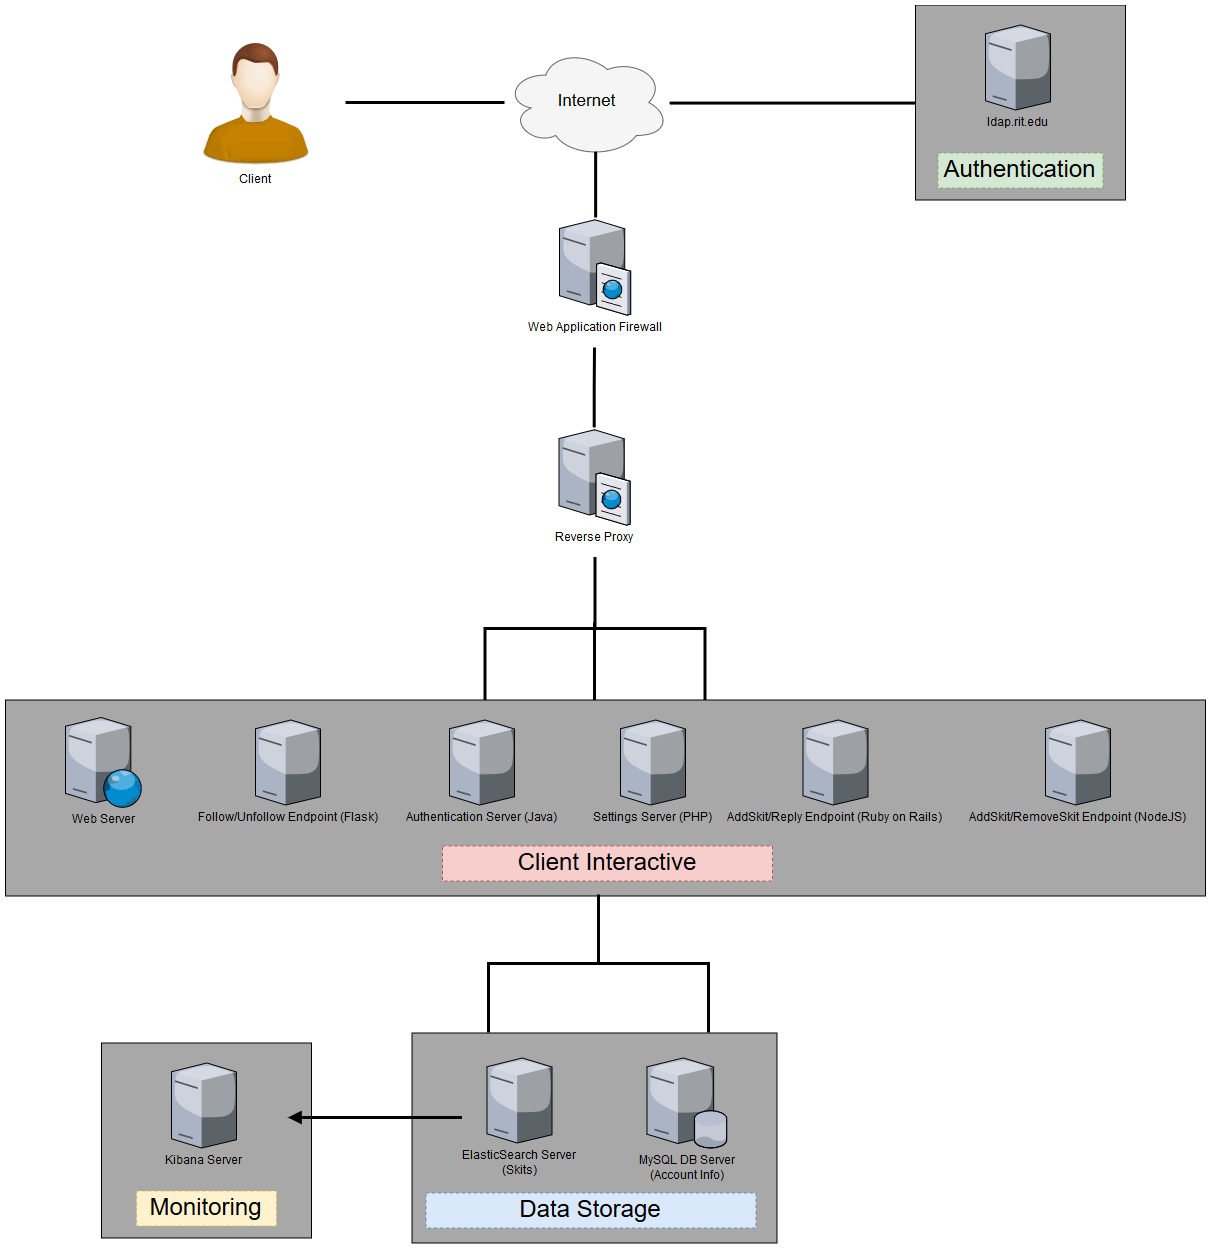 Internet
ldap.rit.edu
Authentication
Client
Web Application Firewall
Reverse Proxy
Web Server
Follow/Unfollow Endpoint (Flask)
Authentication Server (Java)
Settings Server (PHP)
AddSkit/Reply Endpoint (Ruby on Rails)
AddSkit/RemoveSkit Endpoint (NodeJS)
Client Interactive
Kibana Server
Monitoring
ElasticSearch Server
(Skits)
MySQL DB Server
(Account Info)
Data Storage